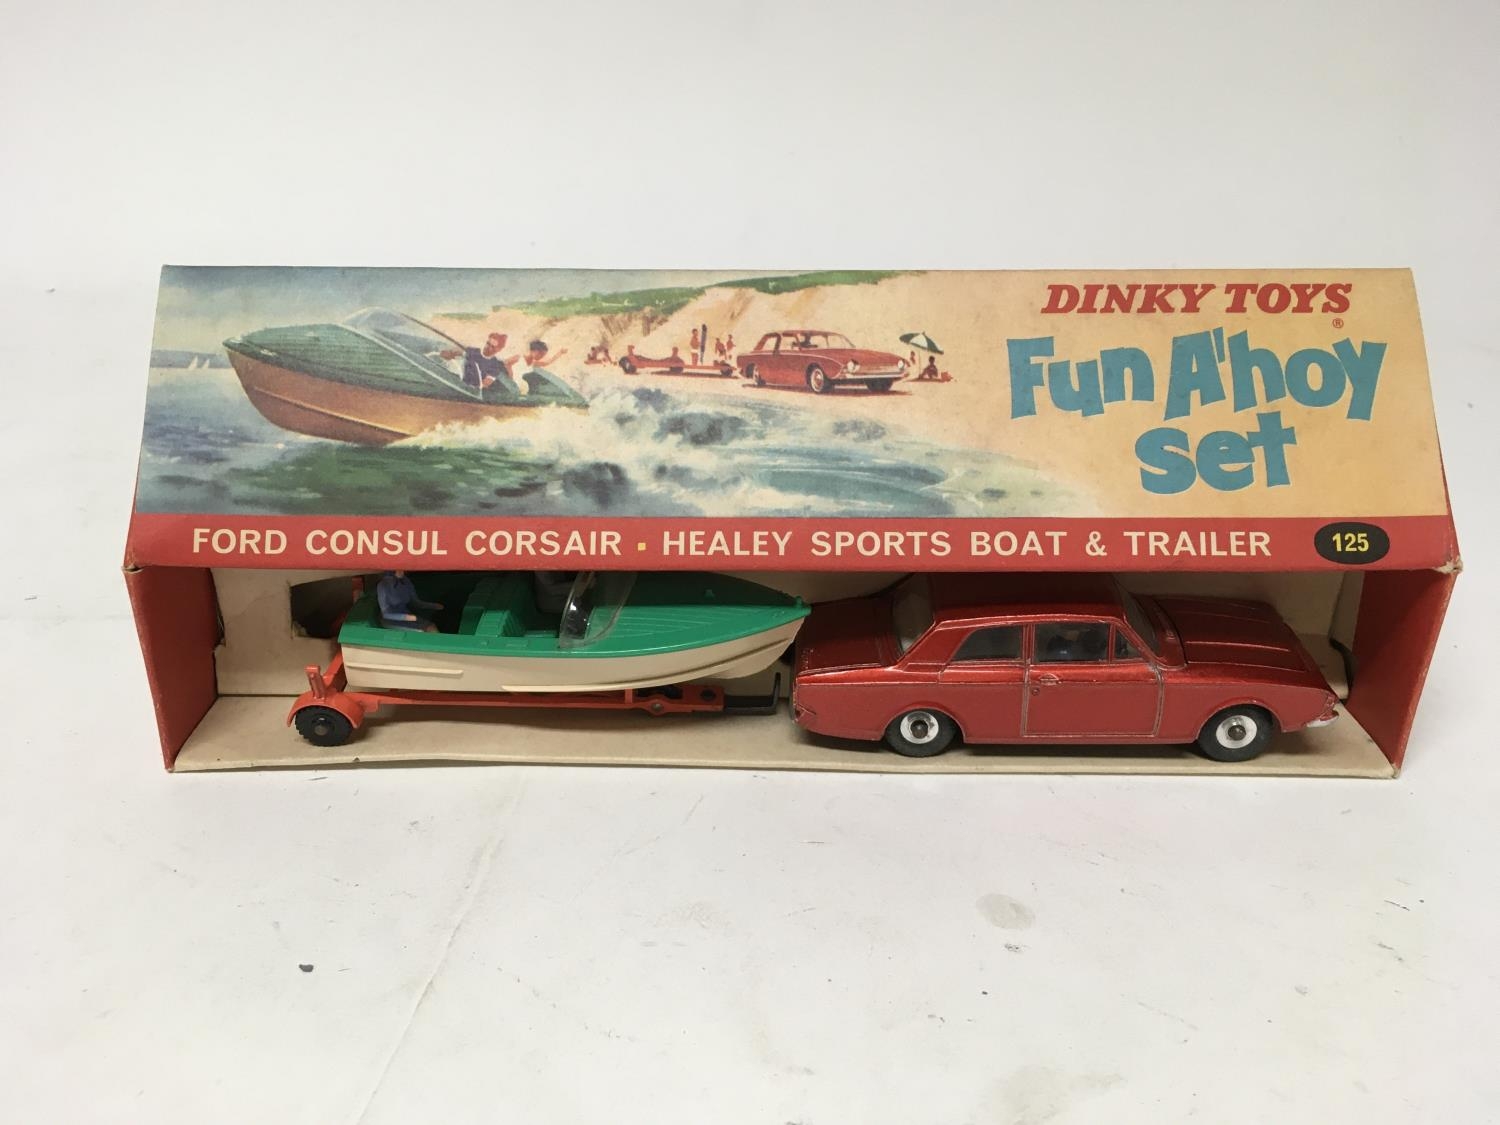 DINKY TOYS
®
Fun A'hoy
set
FORD CONSUL CORSAIR · HEALEY SPORTS BOAT & TRAILER 125